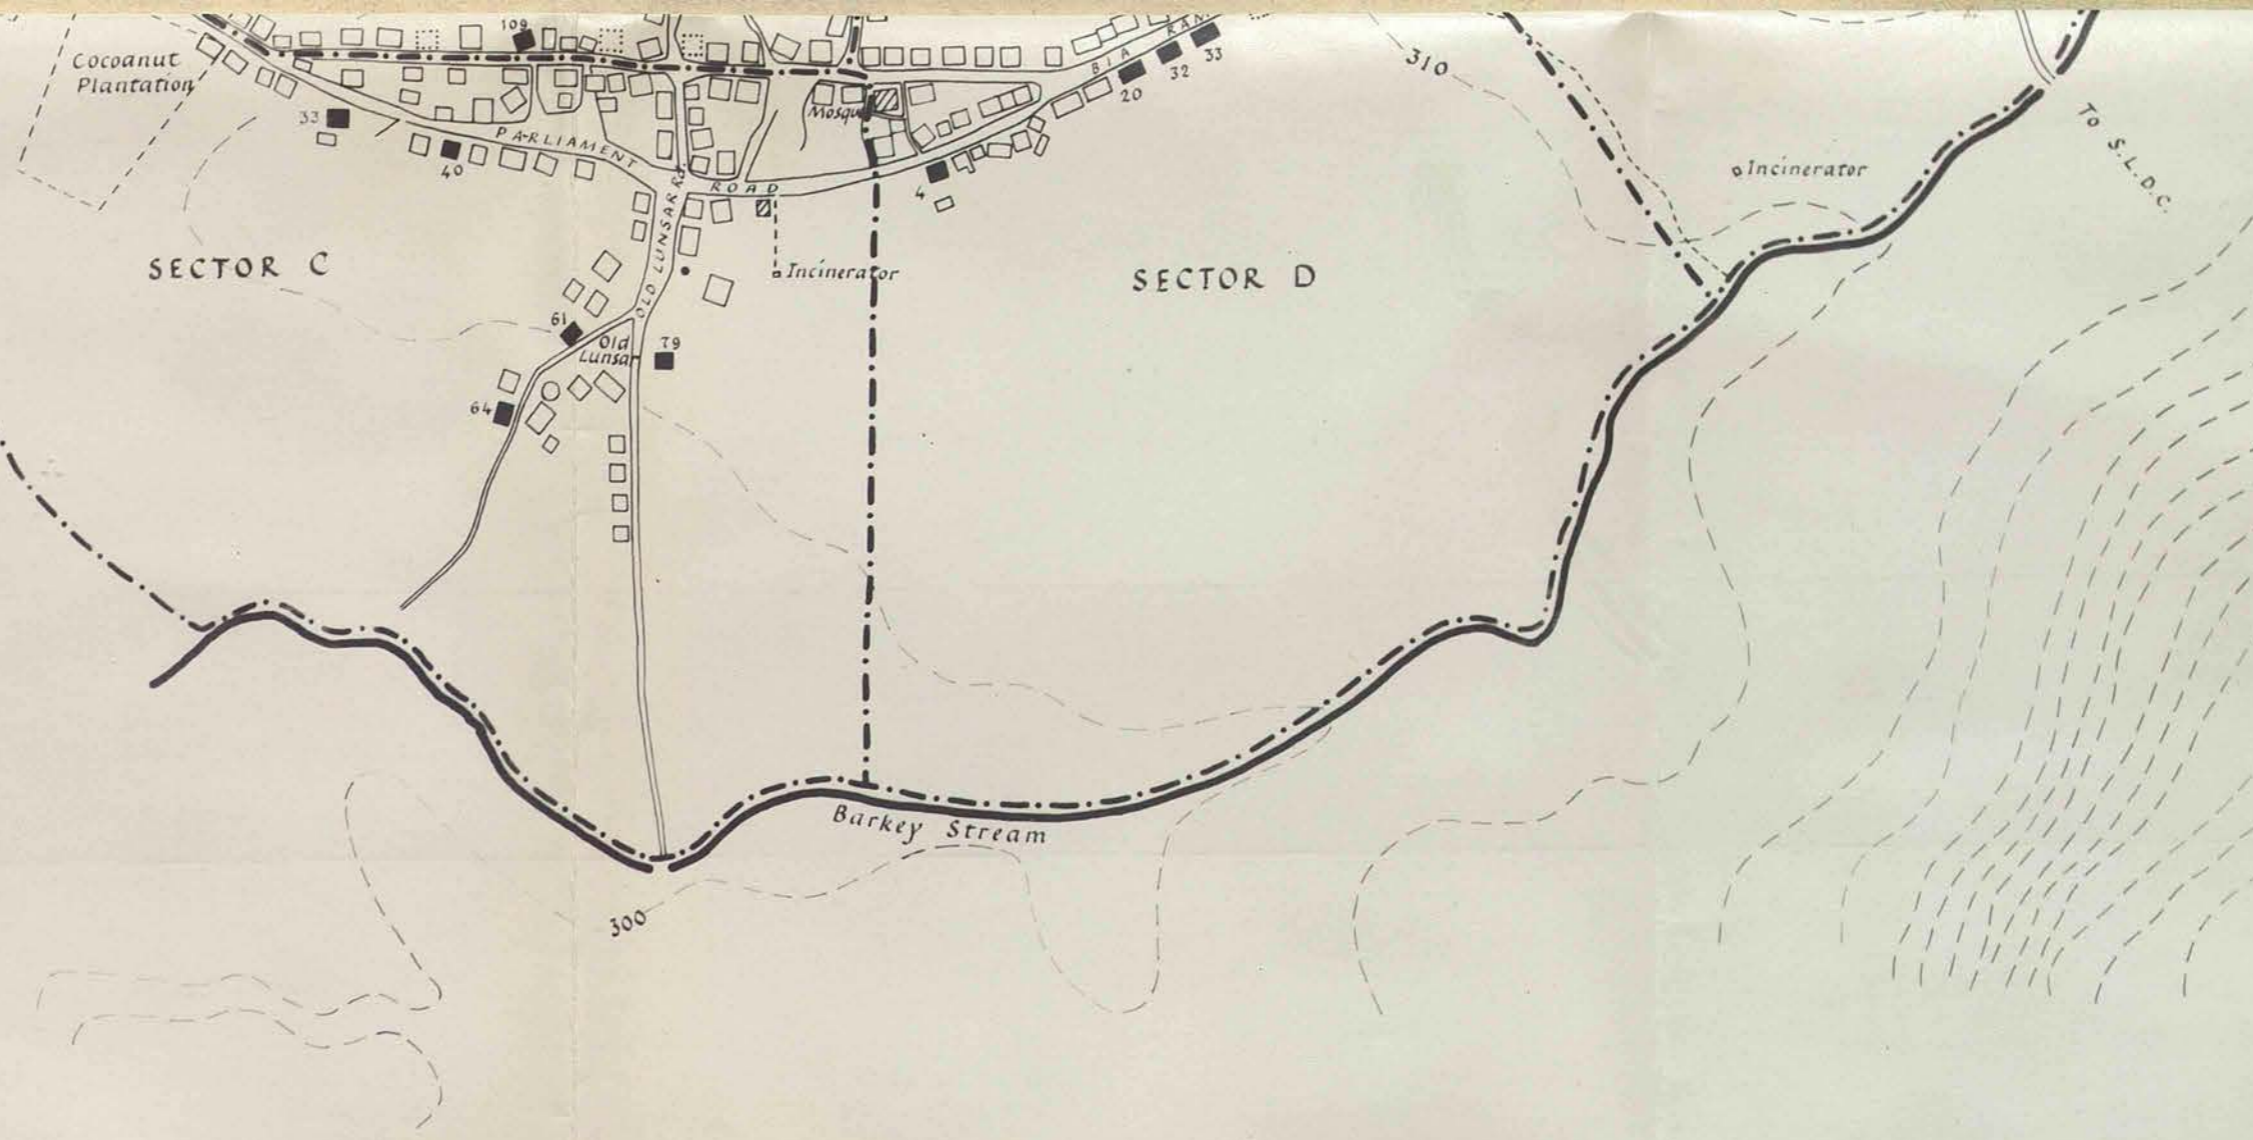 109
Cocoanut
Plantation
33
PARLIAMENT
40
Mosque
ROAD
OLD LUNSAR Rd.
4
BIA RAN
20
32
33
310
To S.L.D.C.
Incinerator
SECTOR C
Incinerator
SECTOR D
61
Old
Lunsar
79
64
Barkey Stream
300